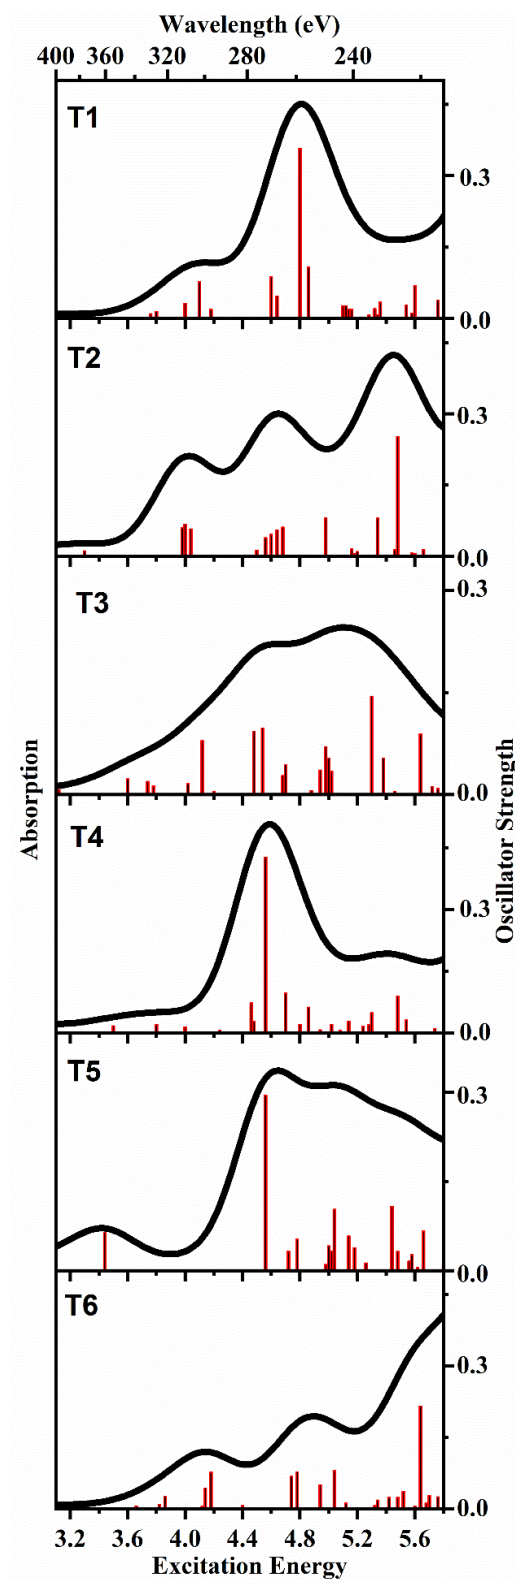 Wavelength (eV)
400 360 320 280 240
T1
0.3
0.0
T2
0.3
0.0
T3
0.3
0.0
T4
0.3
0.0
T5
0.3
0.0
T6
0.3
0.0
Absorption
Oscillator Strength
3.2 3.6 4.0 4.4 4.8 5.2 5.6
Excitation Energy